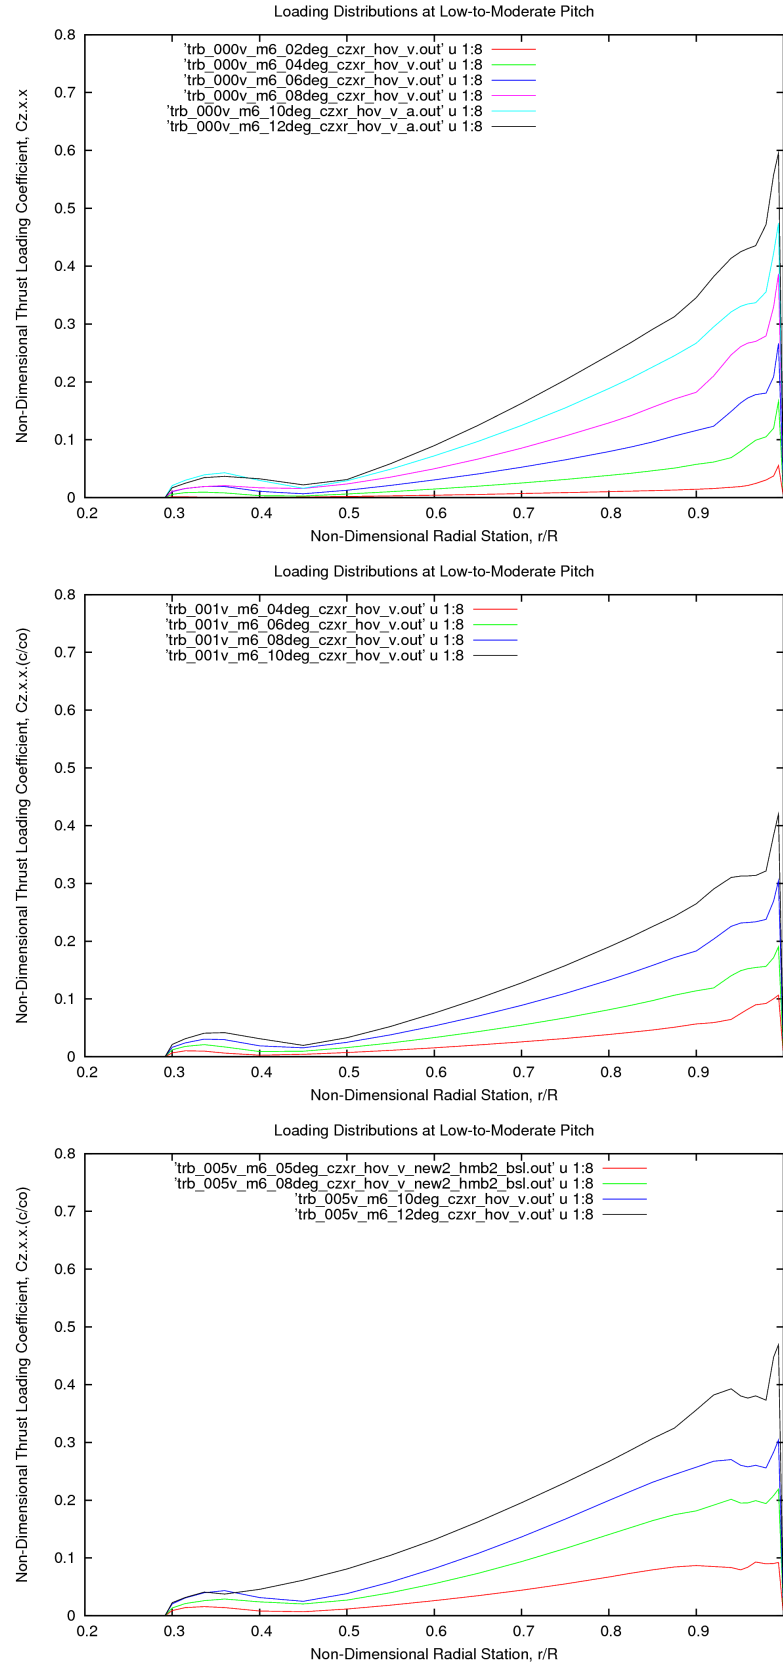 Loading Distributions at Low-to-Moderate Pitch
Non-Dimensional Thrust Loading Coefficient, Cz.x.x
0.8
0.7
0.6
0.5
0.4
0.3
0.2
0.1
0
'trb_000v_m6_02deg_czxr_hov_v.out' u 1:8
'trb_000v_m6_04deg_czxr_hov_v.out' u 1:8
'trb_000v_m6_06deg_czxr_hov_v.out' u 1:8
'trb_000v_m6_08deg_czxr_hov_v.out' u 1:8
'trb_000v_m6_10deg_czxr_hov_v_a.out' u 1:8
'trb_000v_m6_12deg_czxr_hov_v_a.out' u 1:8
0.2 0.3 0.4 0.5 0.6 0.7 0.8 0.9
Non-Dimensional Radial Station, r/R
Loading Distributions at Low-to-Moderate Pitch
Non-Dimensional Thrust Loading Coefficient, Cz.x.x.(c/co)
0.8
0.7
0.6
0.5
0.4
0.3
0.2
0.1
0
'trb_001v_m6_04deg_czxr_hov_v.out' u 1:8
'trb_001v_m6_06deg_czxr_hov_v.out' u 1:8
'trb_001v_m6_08deg_czxr_hov_v.out' u 1:8
'trb_001v_m6_10deg_czxr_hov_v.out' u 1:8
0.2 0.3 0.4 0.5 0.6 0.7 0.8 0.9
Non-Dimensional Radial Station, r/R
Loading Distributions at Low-to-Moderate Pitch
Non-Dimensional Thrust Loading Coefficient, Cz.x.x.(c/co)
0.8
0.7
0.6
0.5
0.4
0.3
0.2
0.1
0
'trb_005v_m6_05deg_czxr_hov_v_new2_hmb2_bsl.out' u 1:8
'trb_005v_m6_08deg_czxr_hov_v_new2_hmb2_bsl.out' u 1:8
'trb_005v_m6_10deg_czxr_hov_v.out' u 1:8
'trb_005v_m6_12deg_czxr_hov_v.out' u 1:8
0.2 0.3 0.4 0.5 0.6 0.7 0.8 0.9
Non-Dimensional Radial Station, r/R